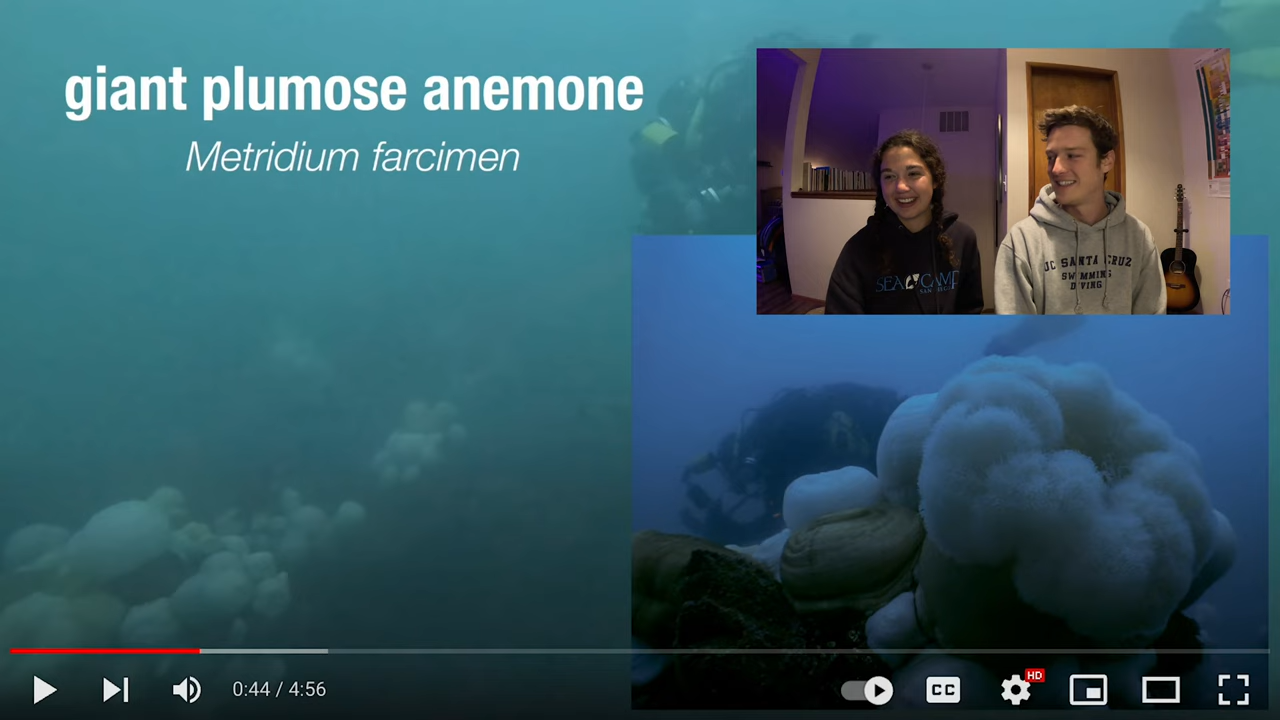 giant plumose anemone
Metridium farcimen
SEA CAMP
UC SANTA CRUZ
SWIMMING
DIVING
0:44 / 4:56
CC
HD